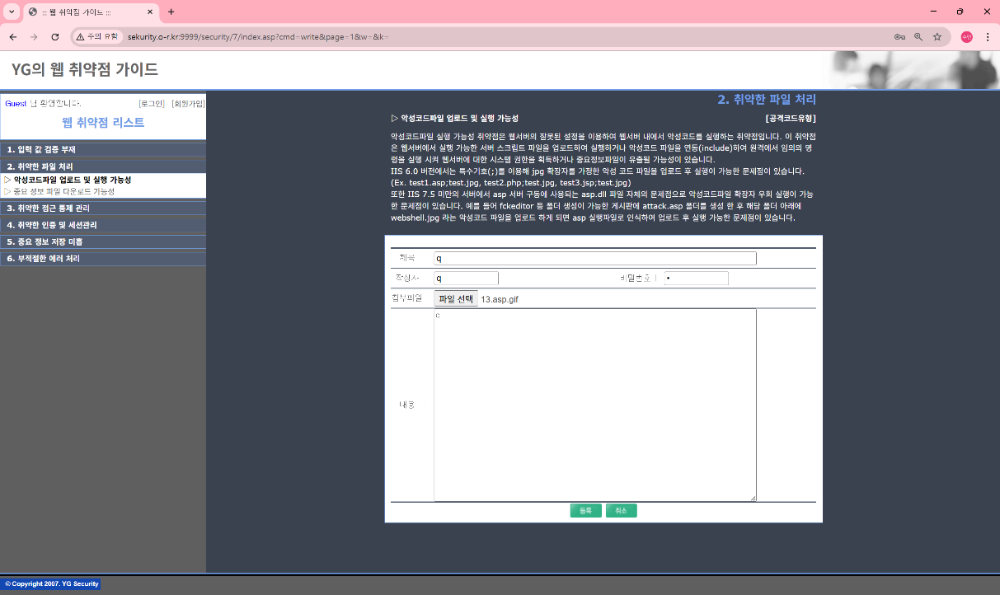 ::: 웹 취약점 가이드 :::
주의 요함
sekurity.o-r.kr:9999/security/7/index.asp?cmd=write&page=1&w=&k=
수인
YG의 웹 취약점 가이드
Guest 님 환영합니다.
[로그인] [회원가입]
웹 취약점 리스트
1. 입력 값 검증 부재
2. 취약한 파일 처리
▷ 악성코드파일 업로드 및 실행 가능성
▷ 중요 정보 파일 다운로드 가능성
3. 취약한 접근 통제 관리
4. 취약한 인증 및 세션관리
5. 중요 정보 저장 미흡
6. 부적절한 에러 처리
2. 취약한 파일 처리
▷ 악성코드파일 업로드 및 실행 가능성
[공격코드유형]
악성코드파일 실행 가능성 취약점은 웹서버의 잘못된 설정을 이용하여 웹서버 내에서 악성코드를 실행하는 취약점입니다. 이 취약점
은 웹서버에서 실행 가능한 서버 스크립트 파일을 업로드하여 실행하거나 악성코드 파일을 연동(include)하여 원격에서 임의의 명
령을 실행 시켜 웹서버에 대한 시스템 권한을 획득하거나 중요정보파일이 유출될 가능성이 있습니다.
IIS 6.0 버전에서는 특수기호(;)를 이용해 jpg 확장자를 가정한 악성 코드 파일을 업로드 후 실행이 가능한 문제점이 있습니다.
(Ex. test1.asp;test.jpg, test2.php;test.jpg, test3.jsp;test.jpg)
또한 IIS 7.5 미만의 서버에서 asp 서버 구동에 사용되는 asp.dll 파일 자체의 문제점으로 악성코드파일 확장자 우회 실행이 가능
한 문제점이 있습니다. 예를 들어 fckeditor 등 폴더 생성이 가능한 게시판에 attack.asp 폴더를 생성 한 후 해당 폴더 아래에
webshell.jpg 라는 악성코드 파일을 업로드 하게 되면 asp 실행파일로 인식하여 업로드 후 실행 가능한 문제점이 있습니다.
제목 q
작성자 q 비밀번호 | •
첨부파일 파일 선택 13.asp.gif
내용
등록 취소
© Copyright 2007. YG Security